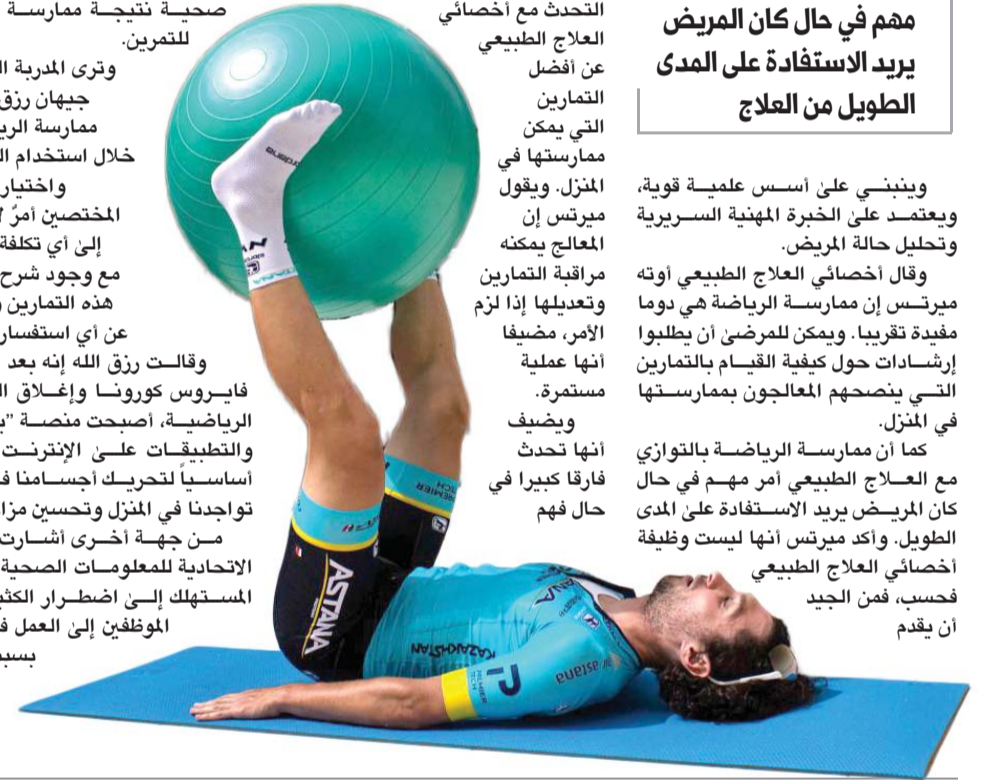 مهم في حال كان المريض
يريد الاستفادة على المدى
الطويل من العلاج
وينبني على أسس علمية قوية،
ويعتمد على الخبرة المهنية السريرية
وتحليل حالة المريض.
وقال أخصائي العلاج الطبيعي أوته
ميرتس إن ممارسة الرياضة هي دوما
مفيدة تقريبا. ويمكن للمرضى أن يطلبوا
إرشادات حول كيفية القيام بالتمارين
التي ينصحهم المعالجون بممارستها
في المنزل.
كما أن ممارسة الرياضة بالتوازي
مع العلاج الطبيعي أمر مهم في حال
كان المريض يريد الاستفادة على المدى
الطويل. وأكد ميرتس أنها ليست وظيفة
أخصائي العلاج الطبيعي
فحسب، فمن الجيد
أن يقدم
التحدث مع أخصائي
العلاج الطبيعي
عن أفضل
التمارين
التي يمكن
ممارستها في
المنزل. ويقول
ميرتس إن
المعالج يمكنه
مراقبة التمارين
وتعديلها إذا لزم
الأمر، مضيفا
أنها عملية
مستمرة.
ويضيف
أنها تحدث
فارقا كبيرا في
حال فهم
صحية نتيجة ممارسة
للتمرين.
وترى المدربة
جيهان رزق
ممارسة
خلال استخدام
واختيار
المختصين أمرٌ
إلى أي تكلفة
مع وجود شرح
هذه التمارين
عن أي
وقالت رزق الله إنه بعد
فايروس كورونا وإغلاق
الرياضية، أصبحت منصة
والتطبيقات على الإنترنت
أساسياً لتحريك أجسامنا
تواجدنا في المنزل وتحسين
من جهة أخرى أشارت
الاتحادية للمعلومات الصحية
المستهلك إلى اضطرار
الموظفين إلى العمل
ASTANA
KAZAKHSTAN
PREMIER
TECH
astana